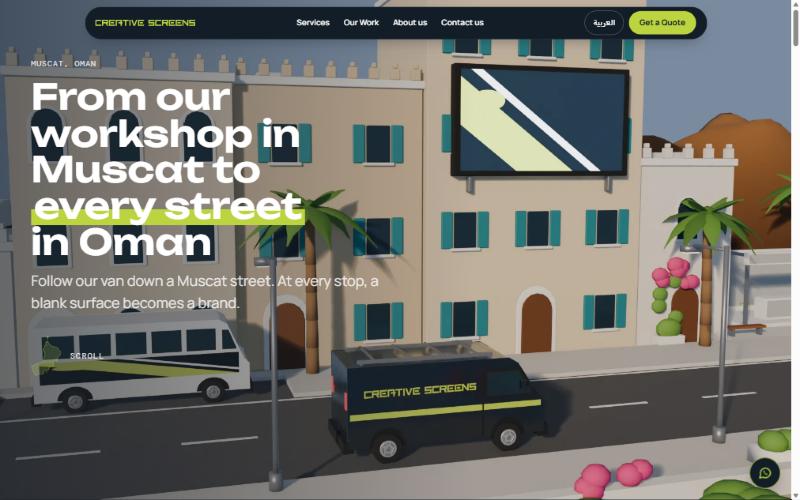 CREATIVE SCREENS
Services
Our Work
About us
Contact us
العربية
Get a Quote
MUSCAT, OMAN
From our
workshop in
Muscat to
every street
in Oman
Follow our van down a Muscat street. At every stop, a
blank surface becomes a brand.
SCROLL
CREATIVE SCREENS